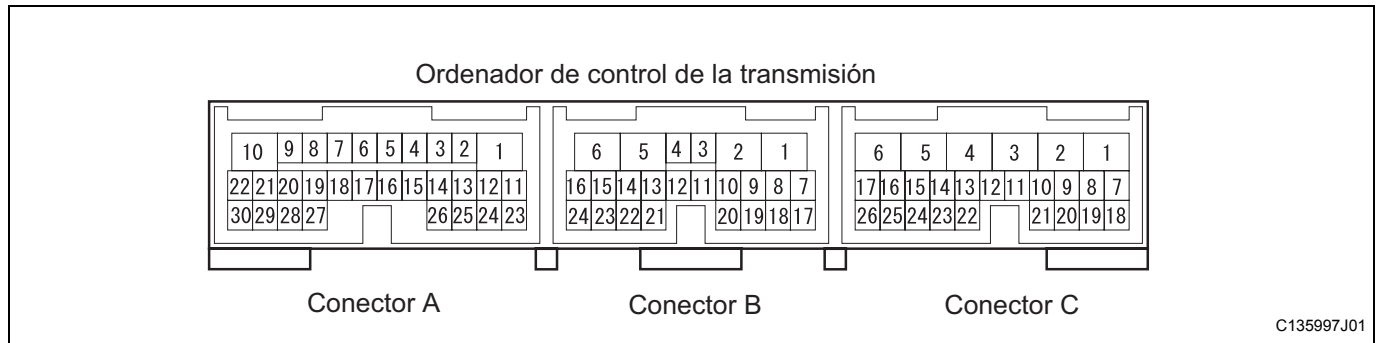 Ordenador de control de la transmisión
10 9 8 7 6 5 4 3 2 1 6 5 4 3 2 1 6 5 4 3 2 1
22 21 20 19 18 17 16 15 14 13 12 11 16 15 14 13 12 11 10 9 8 7 17 16 15 14 13 12 11 10 9 8 7
30 29 28 27 26 25 24 23 24 23 22 21 20 19 18 17 26 25 24 23 22 21 20 19 18
Conector A Conector B Conector C
C135997J01